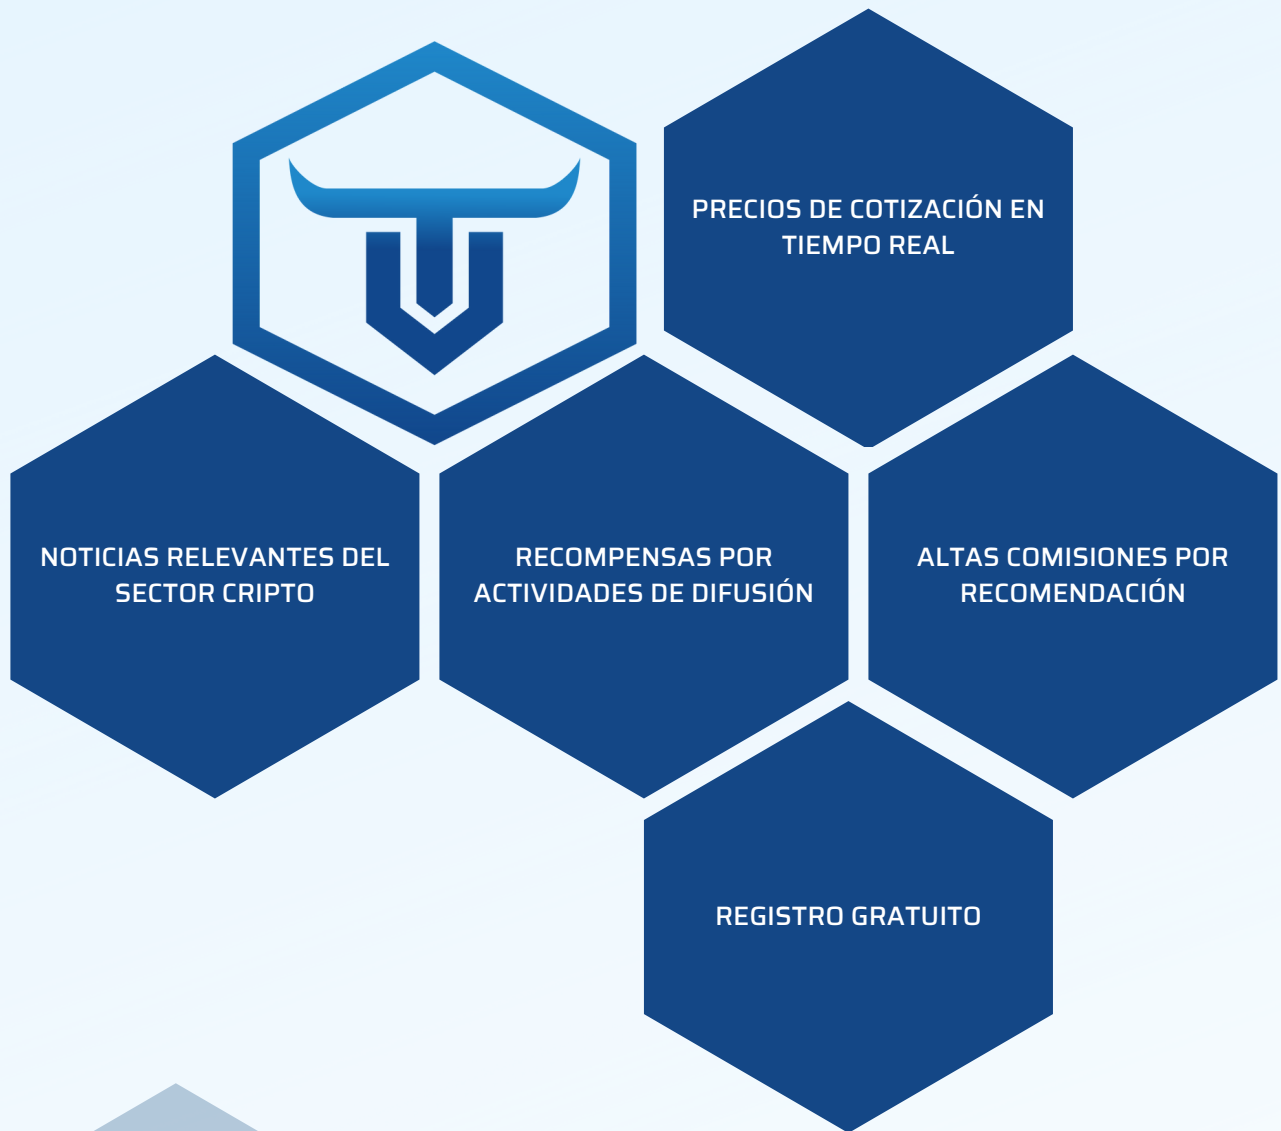 PRECIOS DE COTIZACIÓN EN
TIEMPO REAL
NOTICIAS RELEVANTES DEL
SECTOR CRIPTO
RECOMPENSAS POR
ACTIVIDADES DE DIFUSIÓN
ALTAS COMISIONES POR
RECOMENDACIÓN
REGISTRO GRATUITO